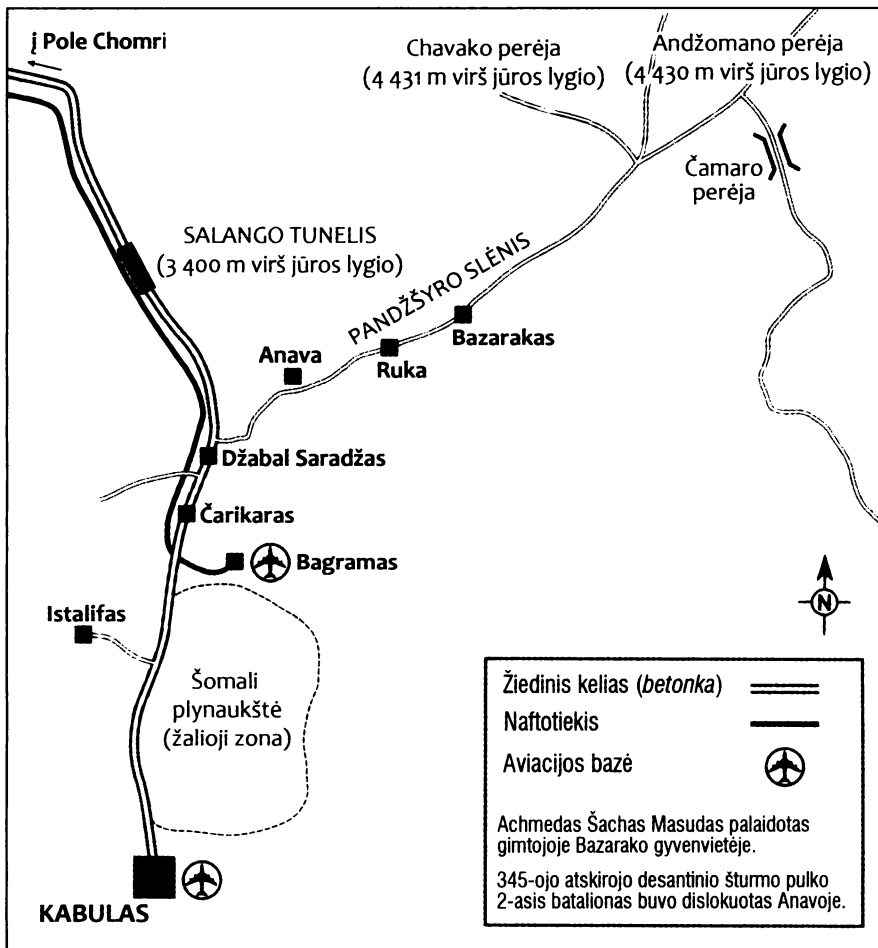 į Pole Chomri
Chavako perėja
(4 431 m virš jūros lygio)
Andžomano perėja
(4 430 m virš jūros lygio)
Čamaro
perėja
SALANGO TUNELIS
(3 400 m virš jūros lygio)
PANDŽŠYRO SLĖNIS
Bazarakas
Anava
Ruka
Džabal Saradžas
Čarikaras
Bagramas
Istalifas
N
Šomali
plynaukštė
(žalioji zona)
KABULAS
Žiedinis kelias (betonka)
Naftotiekis
Aviacijos bazė
Achmedas Šachas Masudas palaidotas
gimtojoje Bazarako gyvenvietėje.
345-ojo atskirojo desantinio šturmo pulko
2-asis batalionas buvo dislokuotas Anavoje.